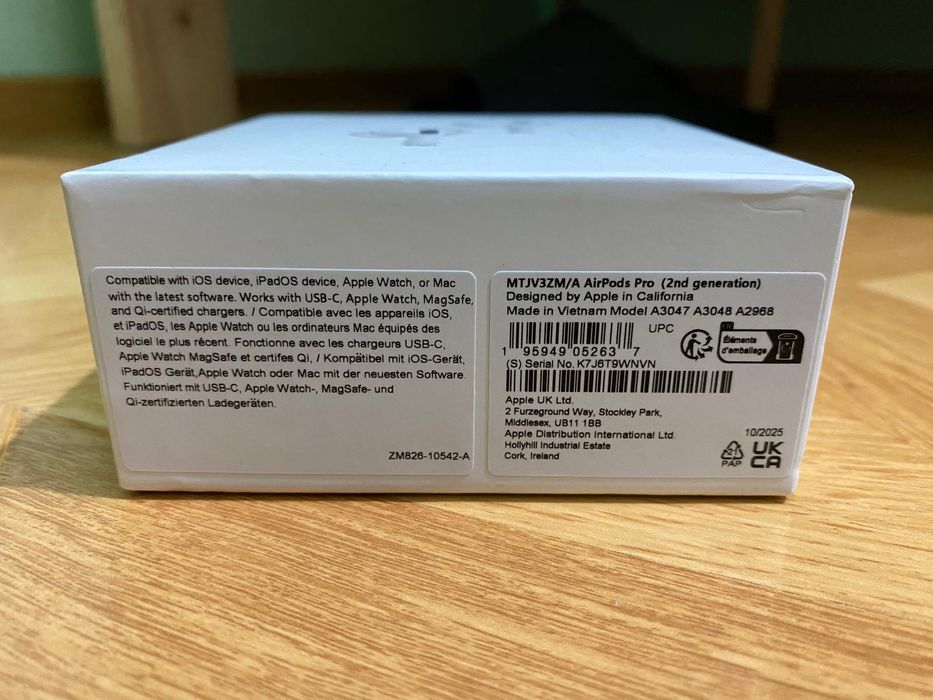 Compatible with iOS device, iPadOS device, Apple Watch, or Mac
with the latest software. Works with USB-C, Apple Watch, MagSafe,
and Qi-certified chargers. / Compatible avec les appareils iOS,
et iPadOS, les Apple Watch ou les ordinateurs Mac équipés des
logiciel le plus récent. Fonctionne avec les chargeurs USB-C,
Apple Watch MagSafe et certifes Qi, / Kompätibel mit iOS-Gerät,
iPadOS Gerät,Apple Watch oder Mac mit der neuesten Software.
Funktioniert mit USB-C, Apple Watch-, MagSafe- und
Qi-zertifizierten Ladegeräten.
ZM826-10542-A
MTJV3ZM/A AirPods Pro (2nd generation)
Designed by Apple in California
Made in Vietnam Model A3047 A3048 A2968
UPC
1 95949 05263 7
(S) Serial No. K7J6T9WNVN
FR
Éléments
d'emballage
Apple UK Ltd.
2 Furzeground Way, Stockley Park,
Middlesex, UB11 1BB
Apple Distribution International Ltd.
Hollyhill Industrial Estate
Cork, Ireland
10/2025
21
PAP
UK
CA